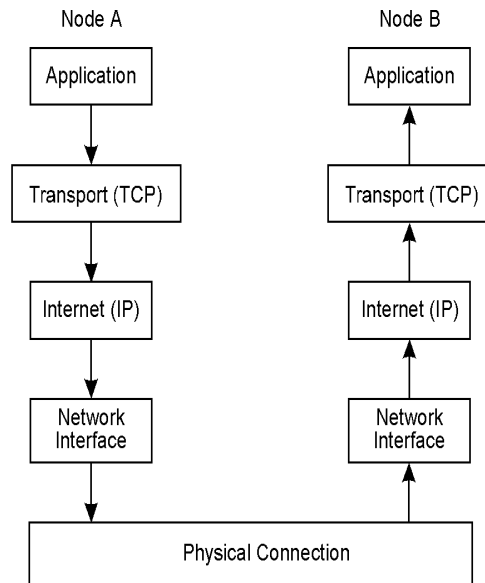 Node A
Node B
Application
Application
Transport (TCP)
Transport (TCP)
Internet (IP)
Internet (IP)
Network
Interface
Network
Interface
Physical Connection